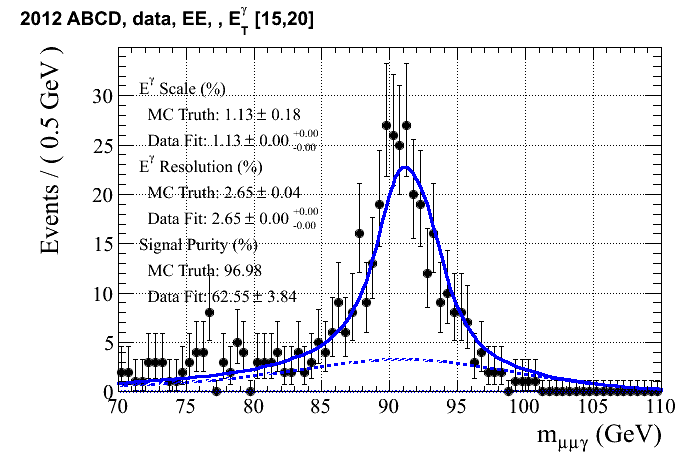 2012 ABCD, data, EE, , E_T^γ [15,20]
Events / ( 0.5 GeV )
E^γ Scale (%)
MC Truth: 1.13 ± 0.18
Data Fit: 1.13 ± 0.00 +0.00 -0.00
E^γ Resolution (%)
MC Truth: 2.65 ± 0.04
Data Fit: 2.65 ± 0.00 +0.00 -0.00
Signal Purity (%)
MC Truth: 96.98
Data Fit: 62.55 ± 3.84
30
25
20
15
10
5
0
70 75 80 85 90 95 100 105 110
m_μμγ (GeV)